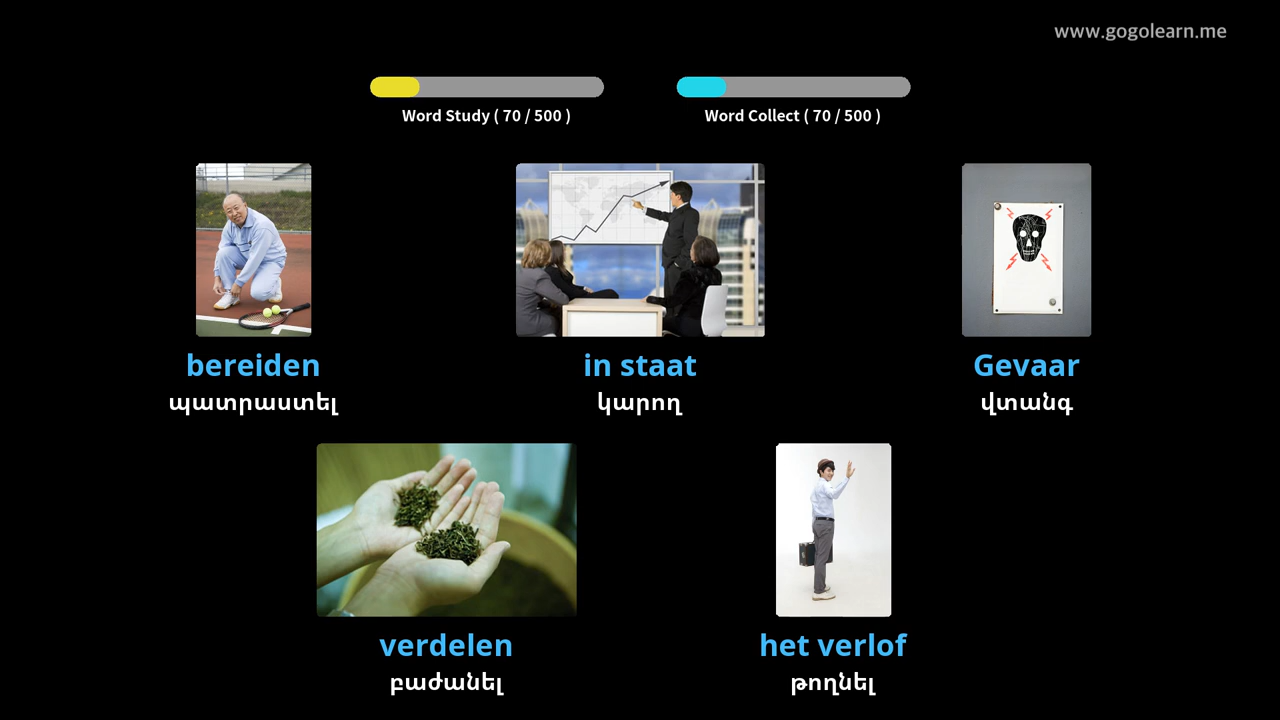 www.gogolearn.me
Word Study ( 70 / 500 )
Word Collect ( 70 / 500 )
bereiden
պատրաստել
in staat
կարող
Gevaar
վտանգ
verdelen
բաժանել
het verlof
թողնել